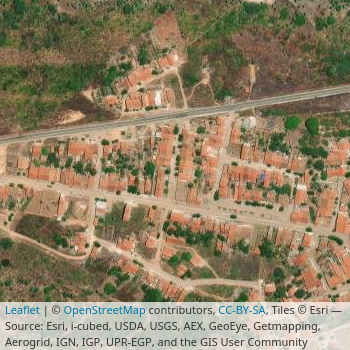 Leaflet | © OpenStreetMap contributors, CC-BY-SA, Tiles © Esri —
Source: Esri, i-cubed, USDA, USGS, AEX, GeoEye, Getmapping,
Aerogrid, IGN, IGP, UPR-EGP, and the GIS User Community